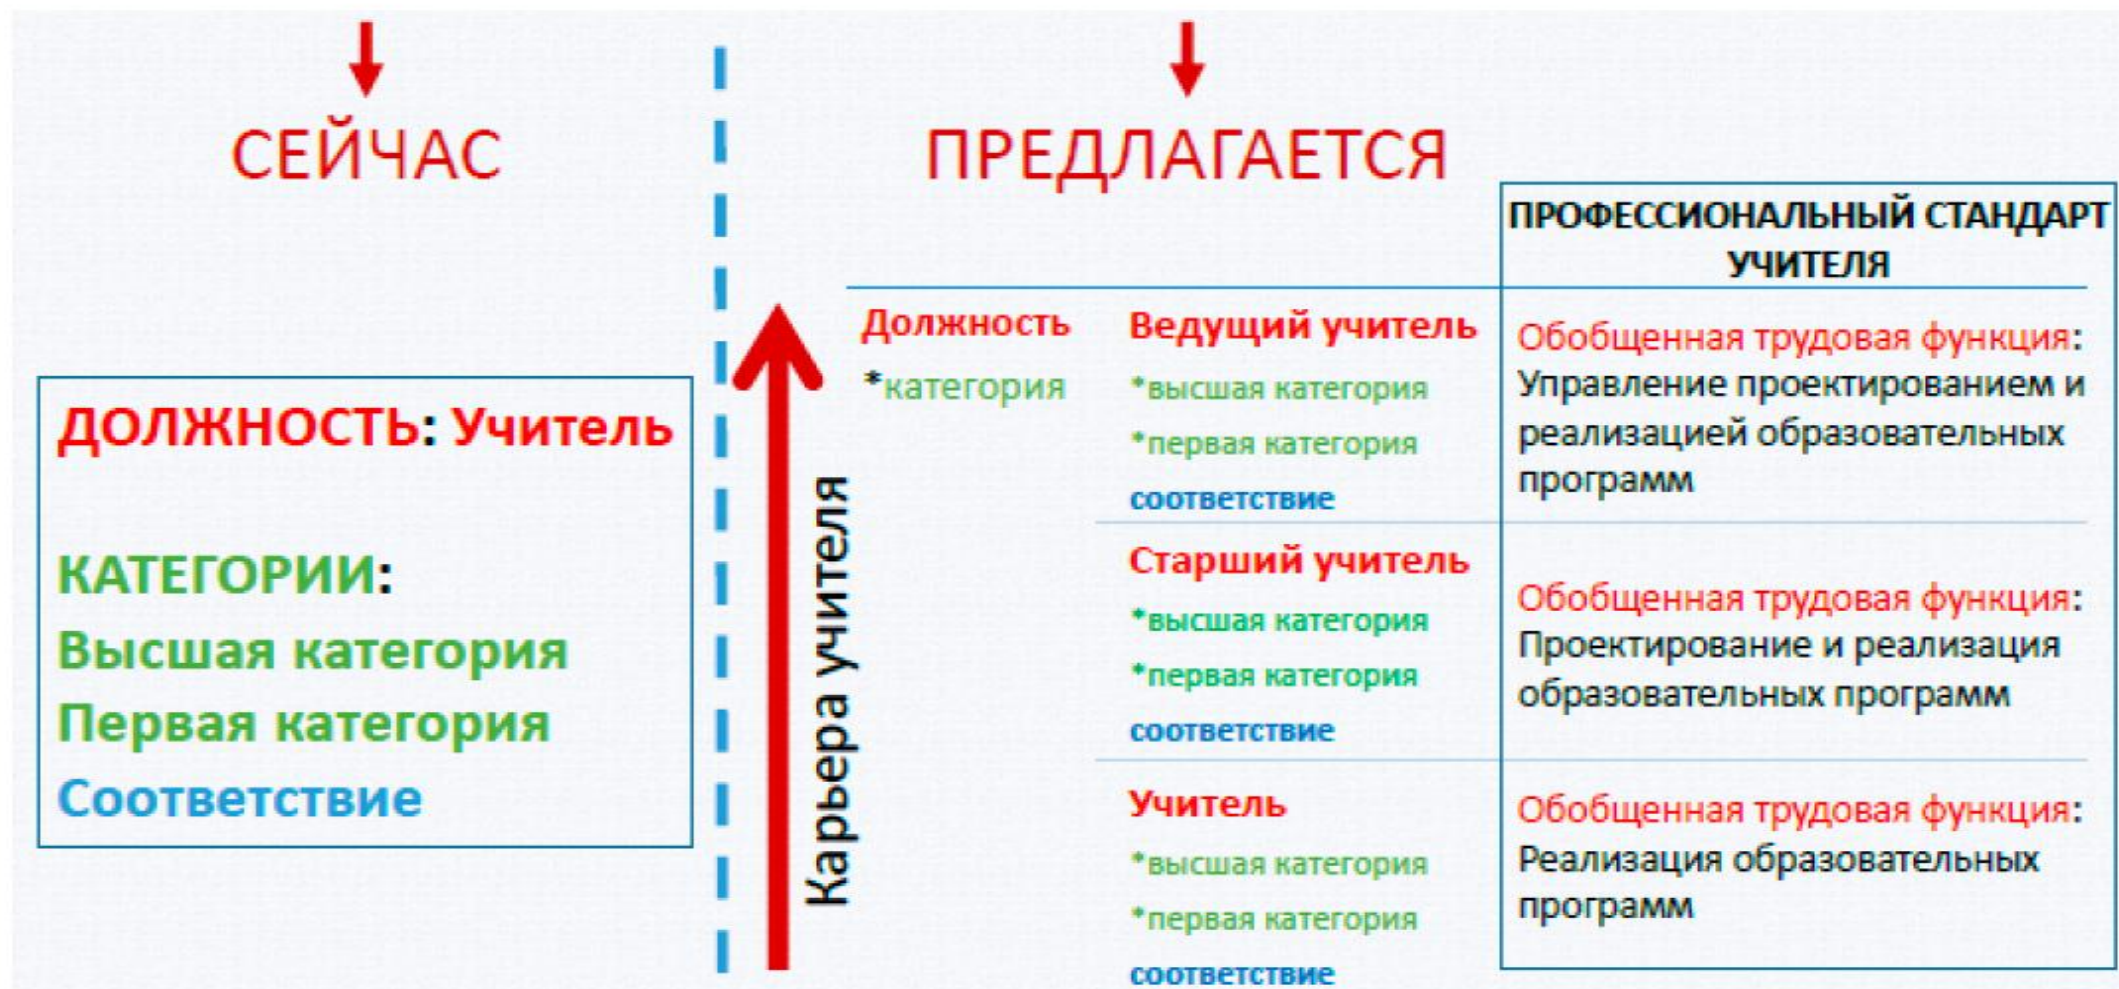 СЕЙЧАС
ДОЛЖНОСТЬ: Учитель
КАТЕГОРИИ:
Высшая категория
Первая категория
Соответствие
ПРЕДЛАГАЕТСЯ
Карьера учителя
Должность
*категория
ПРОФЕССИОНАЛЬНЫЙ СТАНДАРТ
УЧИТЕЛЯ
Ведущий учитель
*высшая категория
*первая категория
соответствие
Обобщенная трудовая функция:
Управление проектированием и
реализацией образовательных
программ
Старший учитель
*высшая категория
*первая категория
соответствие
Обобщенная трудовая функция:
Проектирование и реализация
образовательных программ
Учитель
*высшая категория
*первая категория
соответствие
Обобщенная трудовая функция:
Реализация образовательных
программ